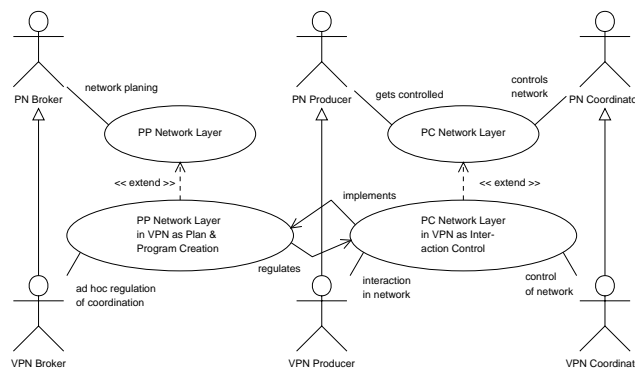 network planing
PN Broker
PP Network Layer
<< extend >>
PP Network Layer
in VPN as Plan &
Program Creation
ad hoc regulation
of coordination
VPN Broker
implements
regulates
PN Producer
gets controlled
controls
network
PN Coordinato
PC Network Layer
<< extend >>
PC Network Layer
in VPN as Inter-
action Control
interaction
in network
control
of network
VPN Producer
VPN Coordinato